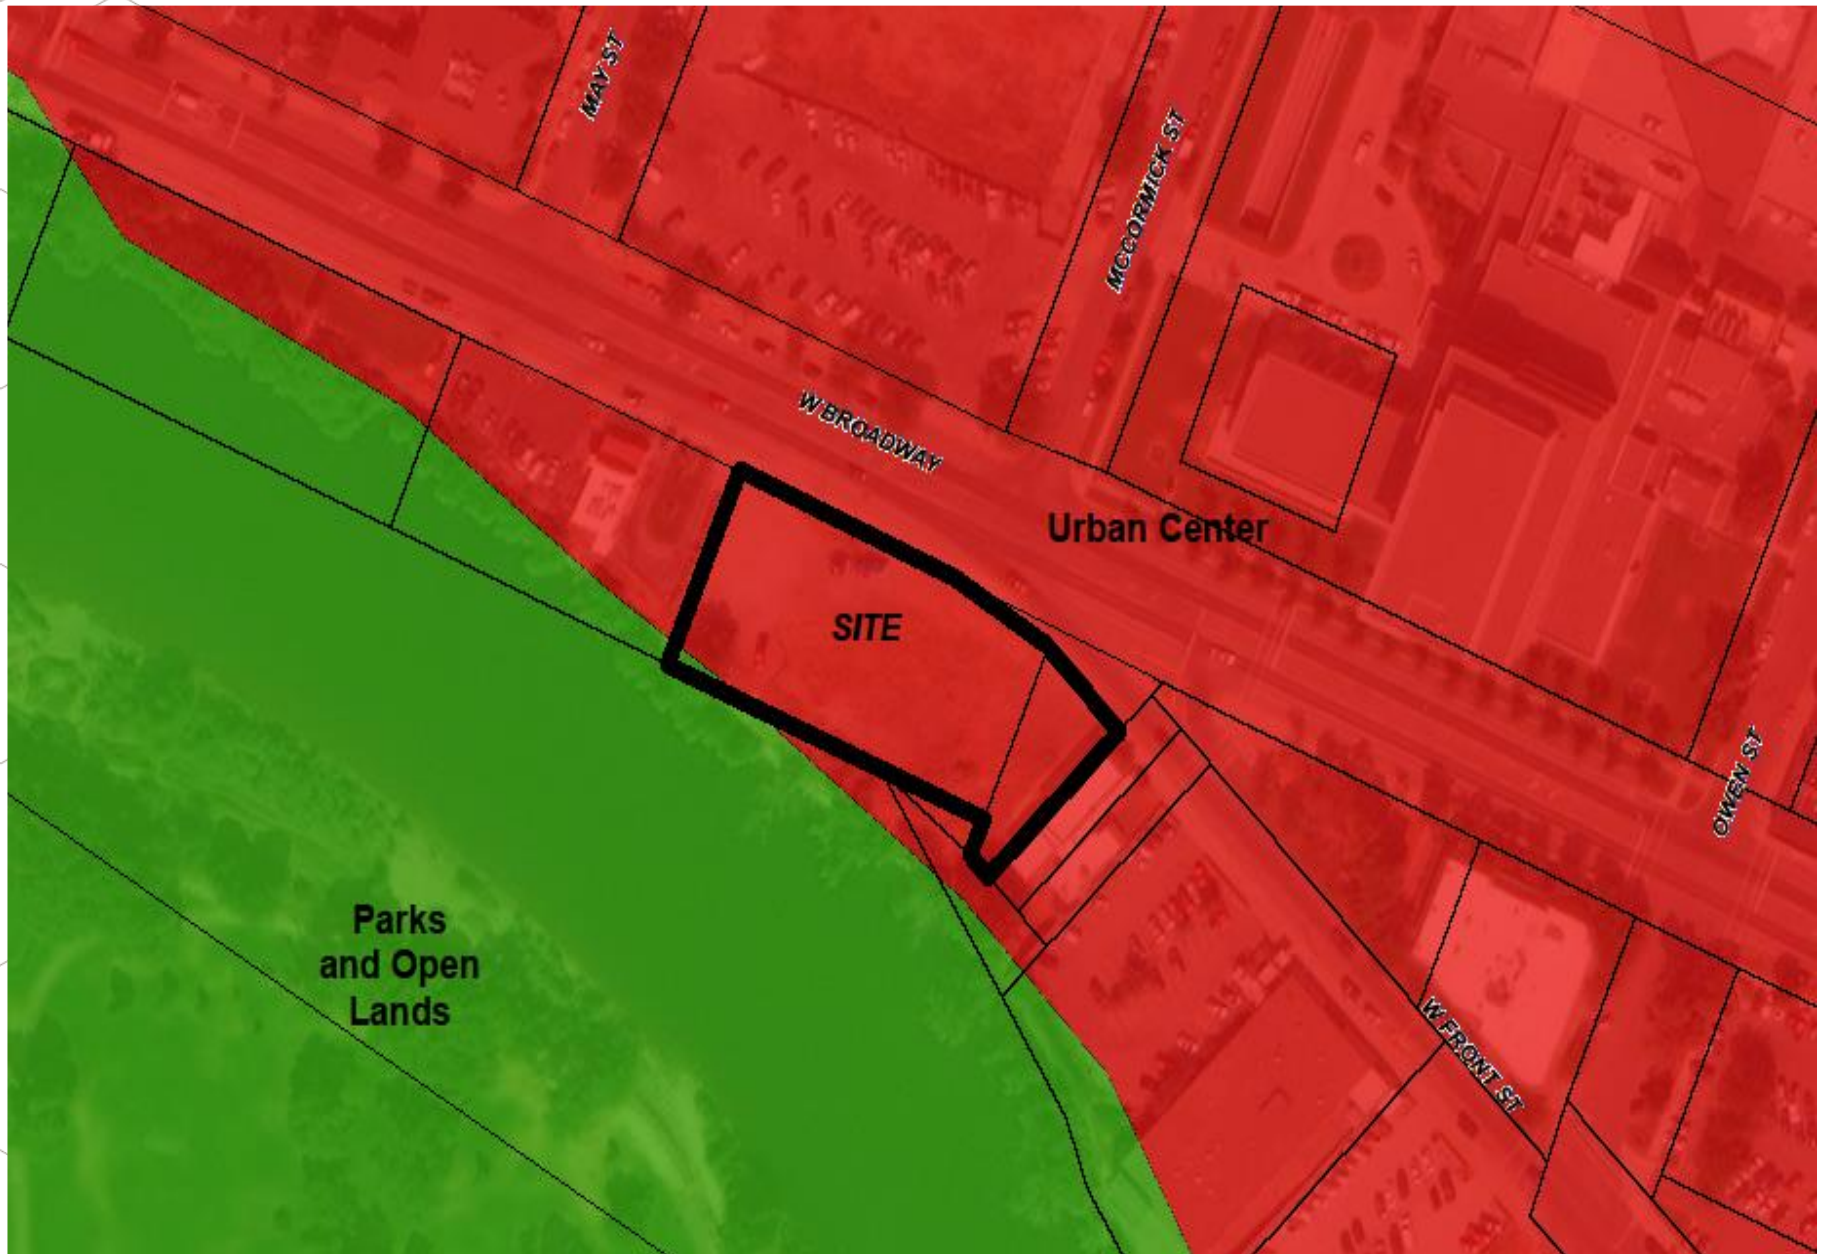 MAY ST
MCCORMICK ST
W BROADWAY
Urban Center
SITE
OWEN ST
Parks
and Open
Lands
W FRONT ST